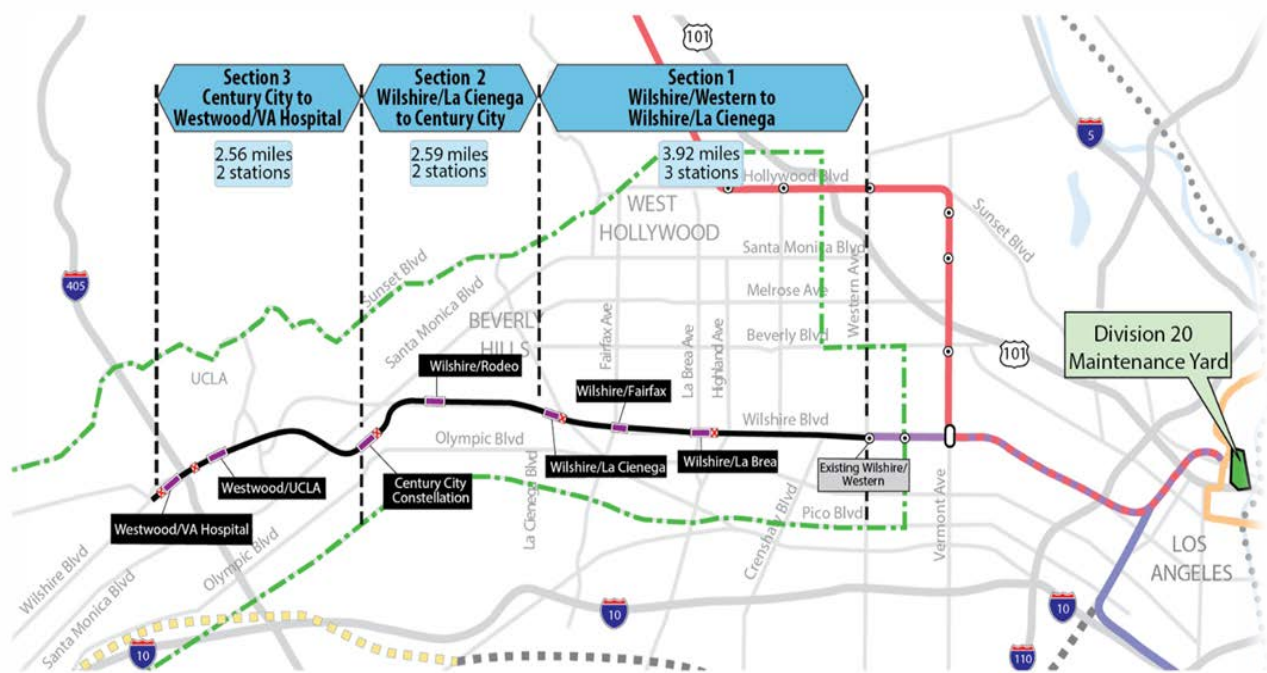 101
Section 3
Century City to
Westwood/VA Hospital
Section 2
Wilshire/La Cienega
to Century City
Section 1
Wilshire/Western to
Wilshire/La Cienega
2.56 miles
2 stations
2.59 miles
2 stations
3.92 miles
3 stations
5
Hollywood Blvd
WEST
HOLLYWOOD
Sunset Blvd
Santa Monica Blvd
Sunset Blvd
405
Santa Monica Blvd
Melrose Ave
Western Ave
BEVERLY
HILLS
Fairfax Ave
La Brea Ave
Highland Ave
Beverly Blvd
101
Division 20
Maintenance Yard
UCLA
Wilshire/Rodeo
Wilshire/Fairfax
Wilshire Blvd
Olympic Blvd
Wilshire/La Cienega
Wilshire/La Brea
Existing Wilshire/
Western
Westwood/UCLA
Century City
Constellation
La Cienega Blvd
Crenshaw Blvd
Pico Blvd
Vermont Ave
Westwood/VA Hospital
LOS
ANGELES
Wilshire Blvd
Santa Monica Blvd
Olympic Blvd
10
10
10
110